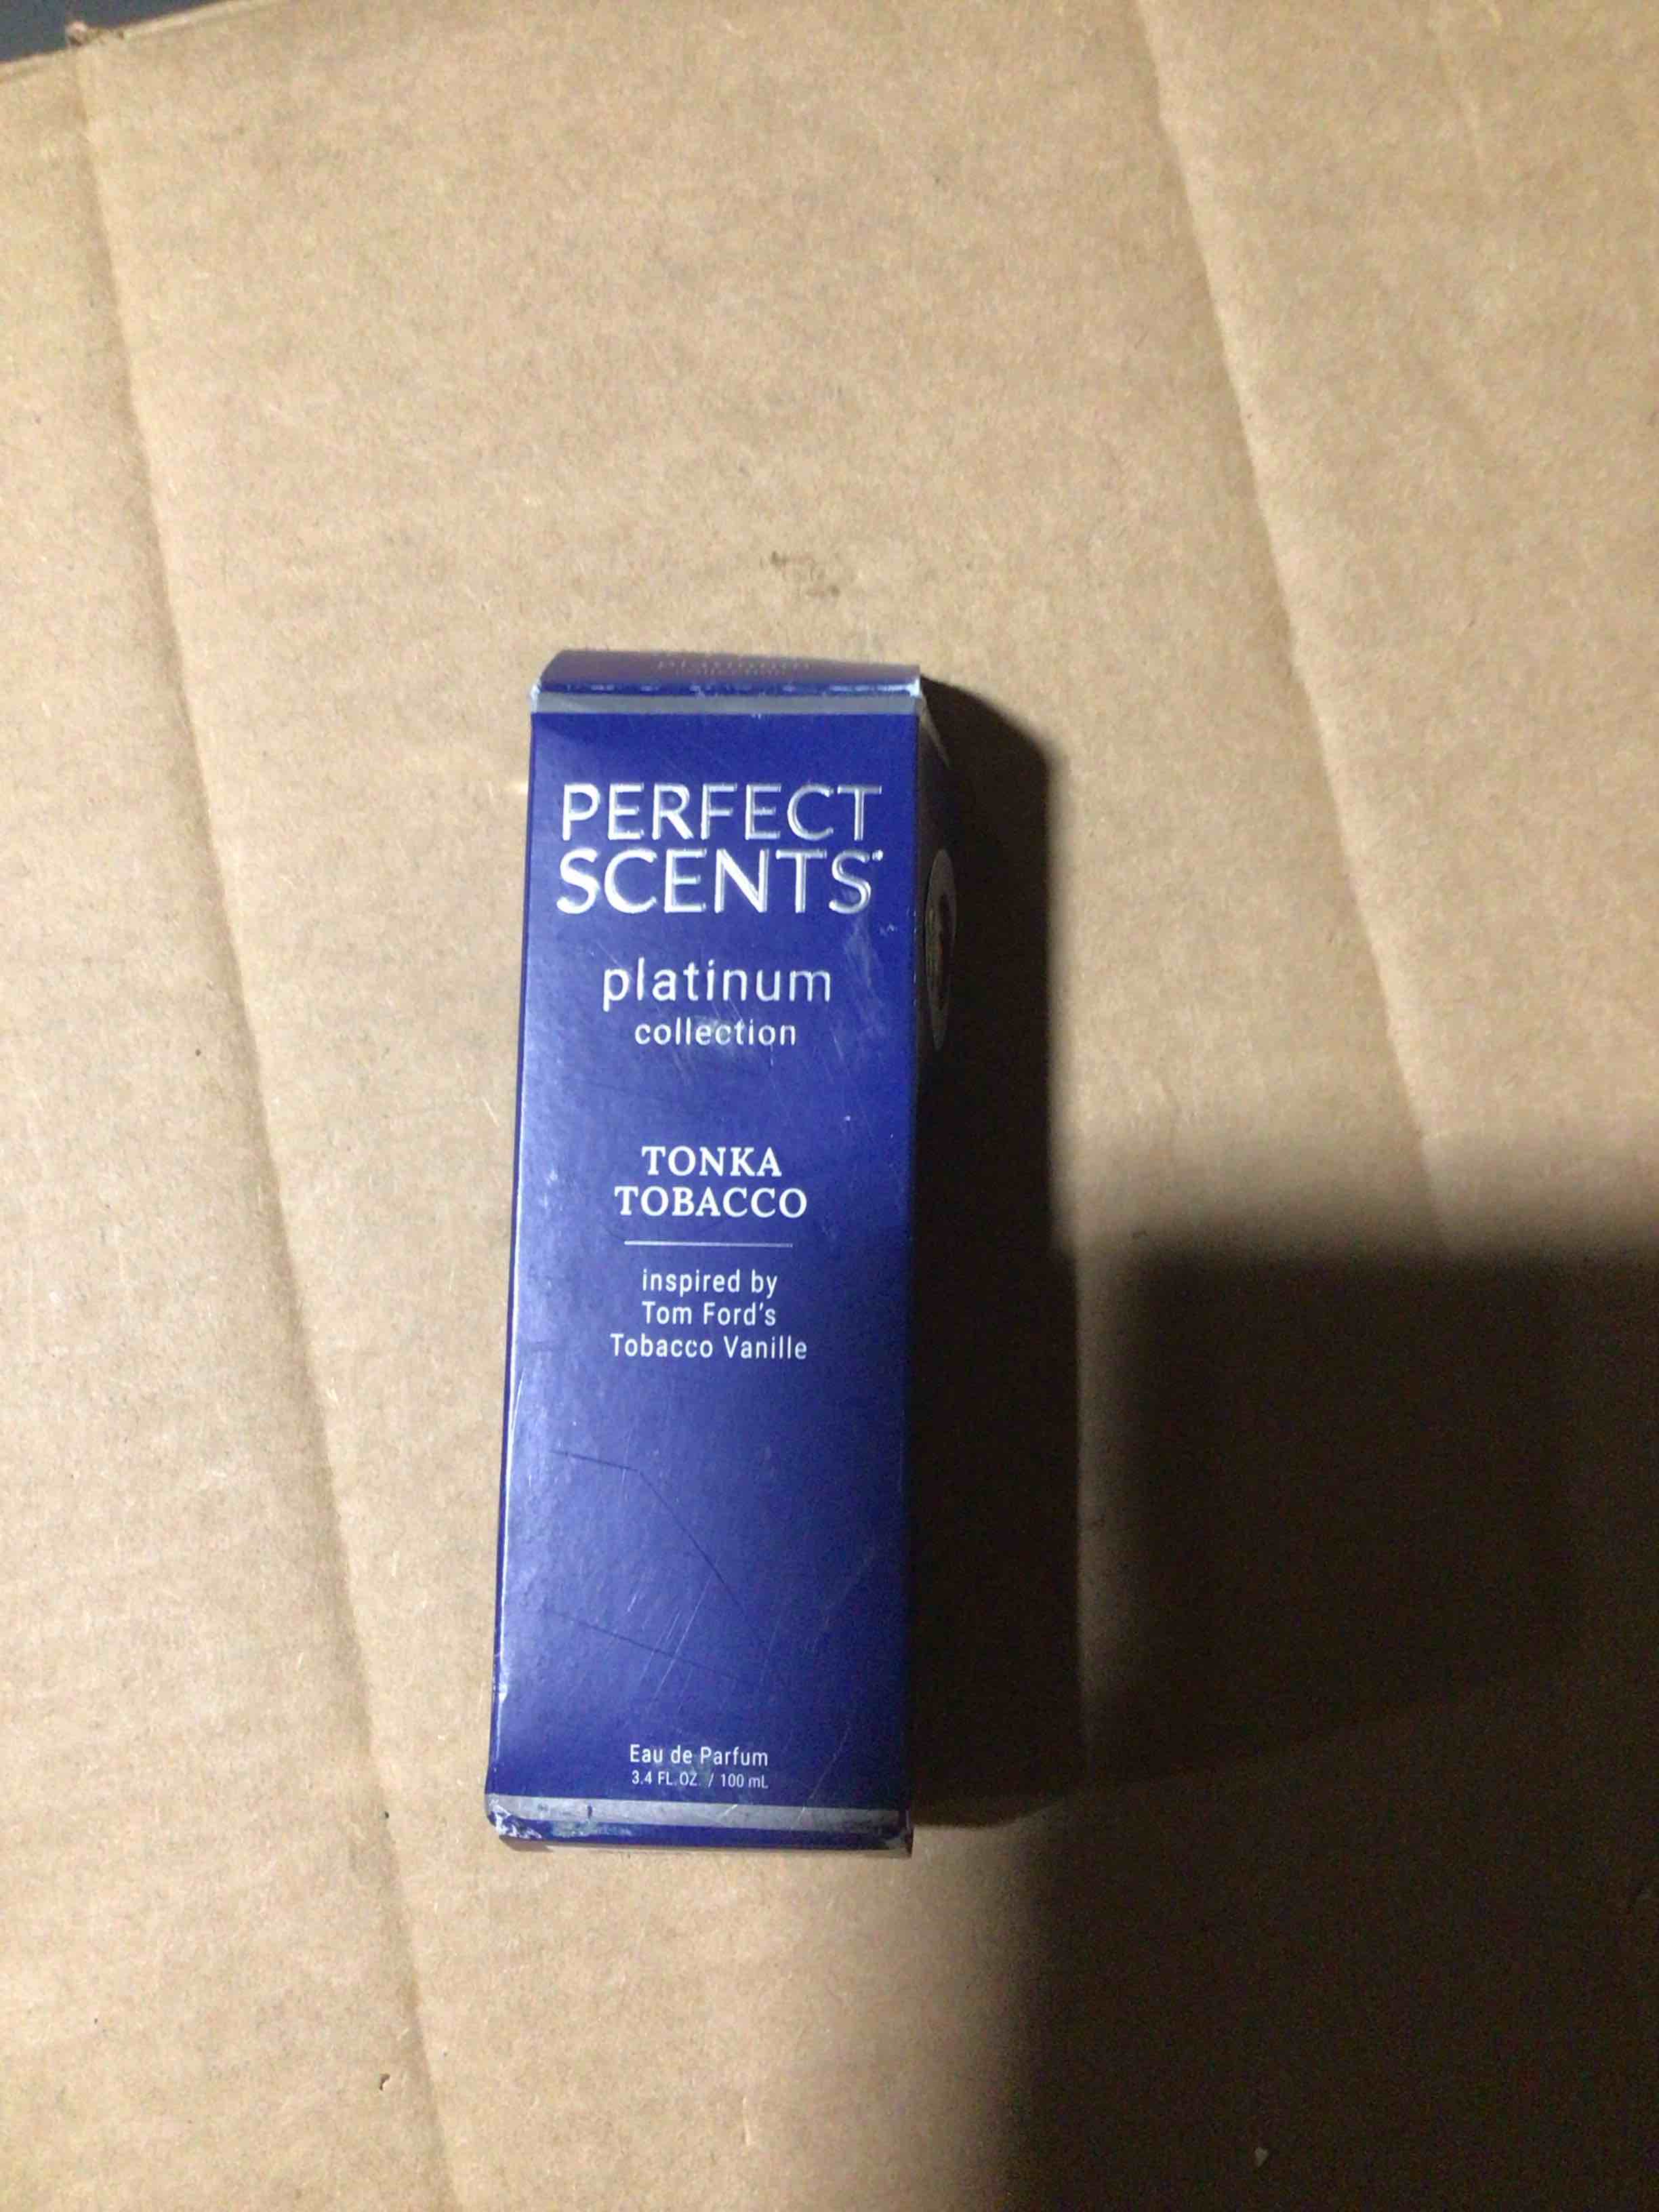 platinum
PERFECT
SCENTS®
platinum
collection
TONKA
TOBACCO
inspired by
Tom Ford's
Tobacco Vanille
Eau de Parfum
3.4 FL.OZ. / 100 mL